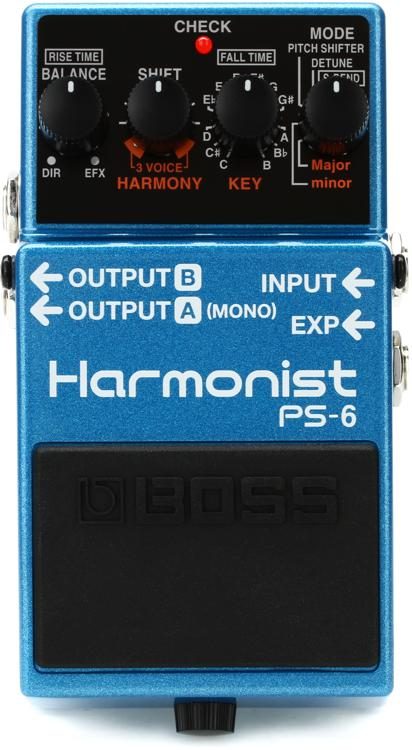 CHECK
RISE TIME
BALANCE
DIR
EFX
SHIFT
3 VOICE
HARMONY
FALL TIME
E
F
F#
G
G#
A
B♭
B
C
C#
D
E♭
KEY
MODE
PITCH SHIFTER
DETUNE
S-BEND
Major
minor
OUTPUT B
OUTPUT A (MONO)
INPUT
EXP
Harmonist
PS-6
BOSS